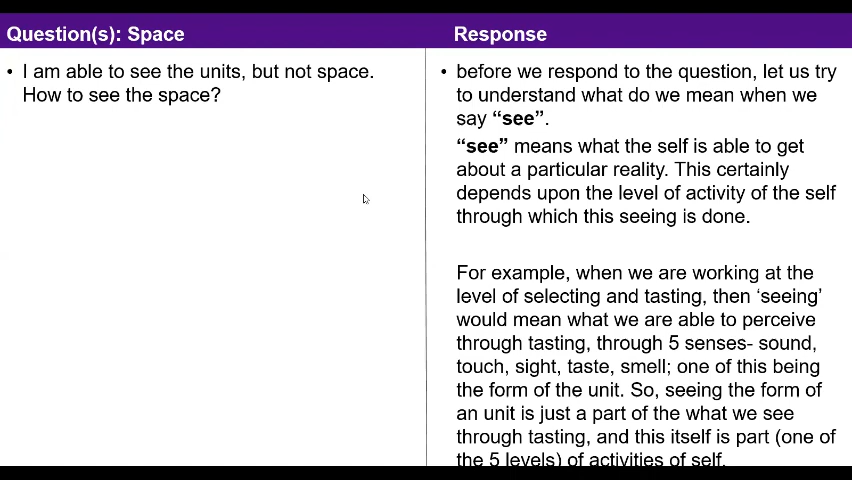 Question(s): Space
Response
• I am able to see the units, but not space.
How to see the space?
• before we respond to the question, let us try
to understand what do we mean when we
say “see”.
“see” means what the self is able to get
about a particular reality. This certainly
depends upon the level of activity of the self
through which this seeing is done.
For example, when we are working at the
level of selecting and tasting, then ‘seeing’
would mean what we are able to perceive
through tasting, through 5 senses- sound,
touch, sight, taste, smell; one of this being
the form of the unit. So, seeing the form of
an unit is just a part of the what we see
through tasting, and this itself is part (one of
the 5 levels) of activities of self.